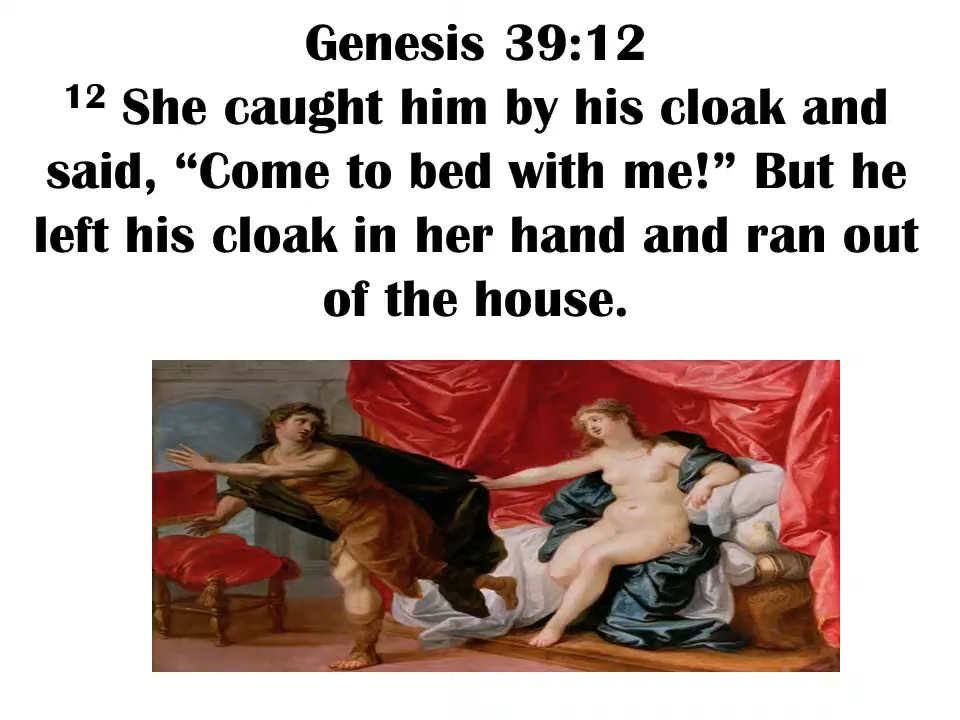 Genesis 39:12
12 She caught him by his cloak and
said, “Come to bed with me!” But he
left his cloak in her hand and ran out
of the house.